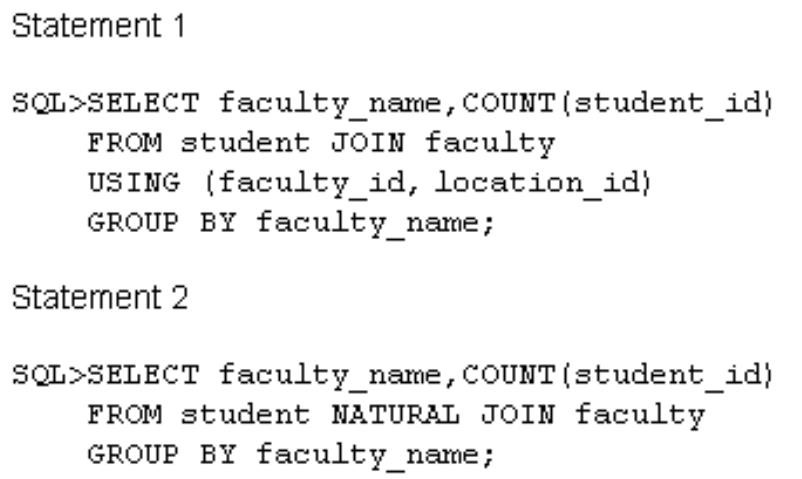 Statement 1
SQL>SELECT faculty_name,COUNT(student_id)
FROM student JOIN faculty
USING (faculty_id, location_id)
GROUP BY faculty_name;
Statement 2
SQL>SELECT faculty_name,COUNT(student_id)
FROM student NATURAL JOIN faculty
GROUP BY faculty_name;